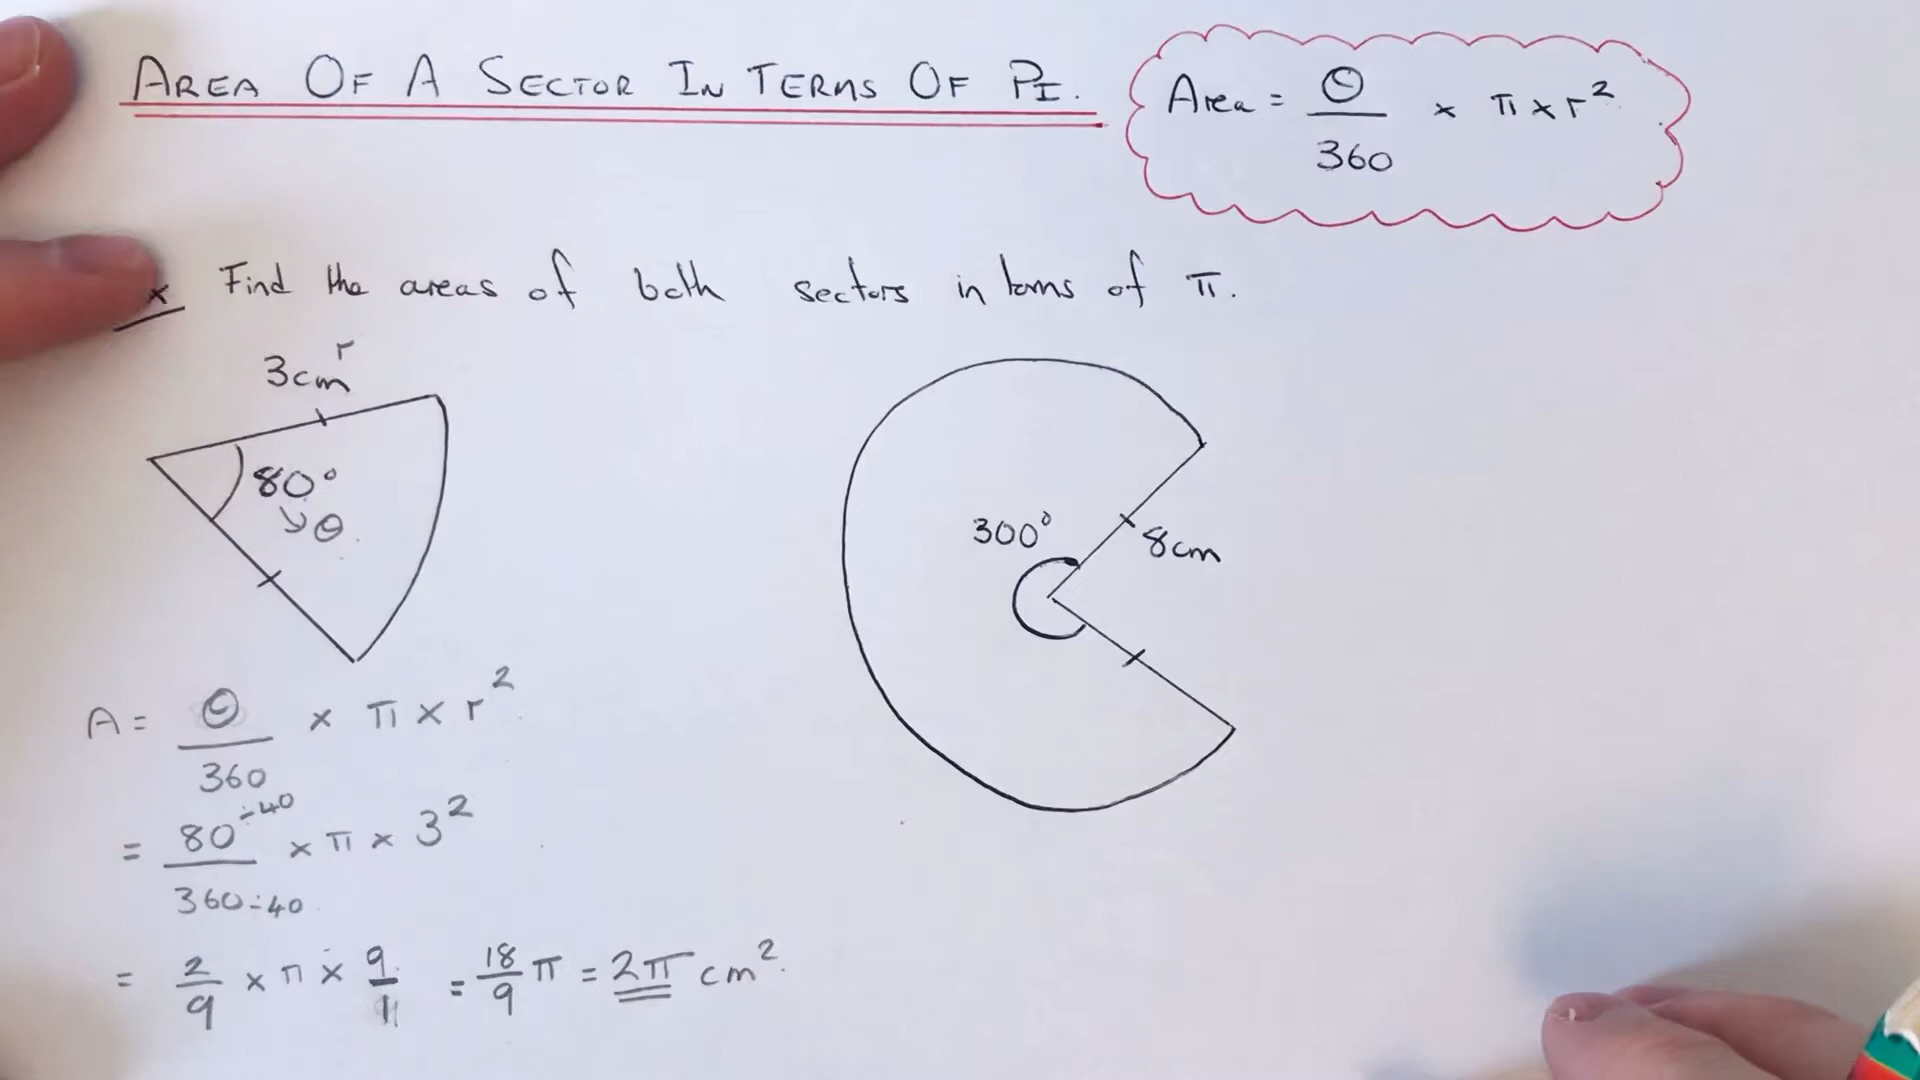 AREA OF A SECTOR IN TERMS OF PI.
Area = θ/360 × π × r²
x Find the areas of both sectors in terms of π.
3cm r
80°
θ
300°
8cm
A = θ/360 × π × r²
= 80÷40/360÷40 × π × 3²
= 2/9 × π × 9/1 = 18/9 π = 2π cm²